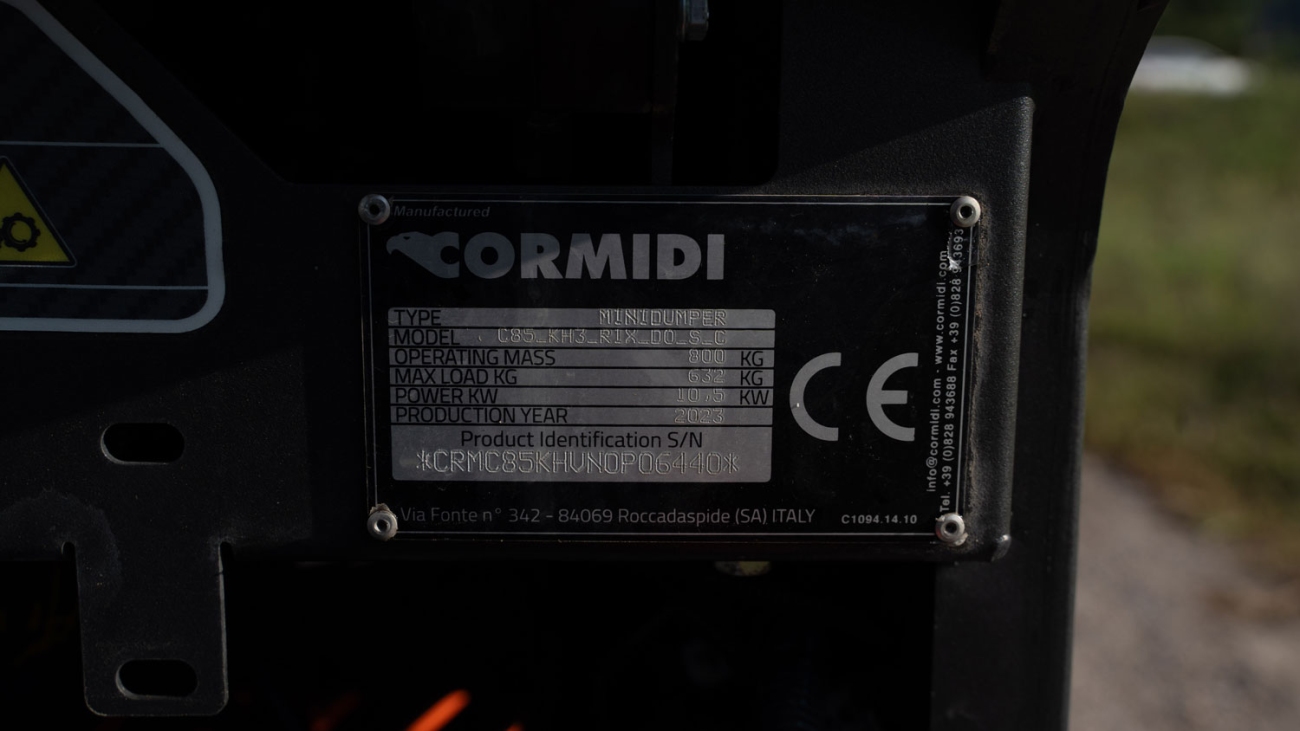 Manufactured
CORMIDI
TYPE MINIDUMPER
MODEL C85_KH3_RIX_DO_S_C
OPERATING MASS 800 KG
MAX LOAD KG 632 KG
POWER KW 10,5 KW
PRODUCTION YEAR 2023
Product Identification S/N
*CRMC85KHVN0P06440*
CE
Via Fonte n° 342 - 84069 Roccadaspide (SA) ITALY
C1094.14.10
info@cormidi.com - www.cormidi.com
Tel. +39 (0)828 943688 Fax +39 (0)828 943693